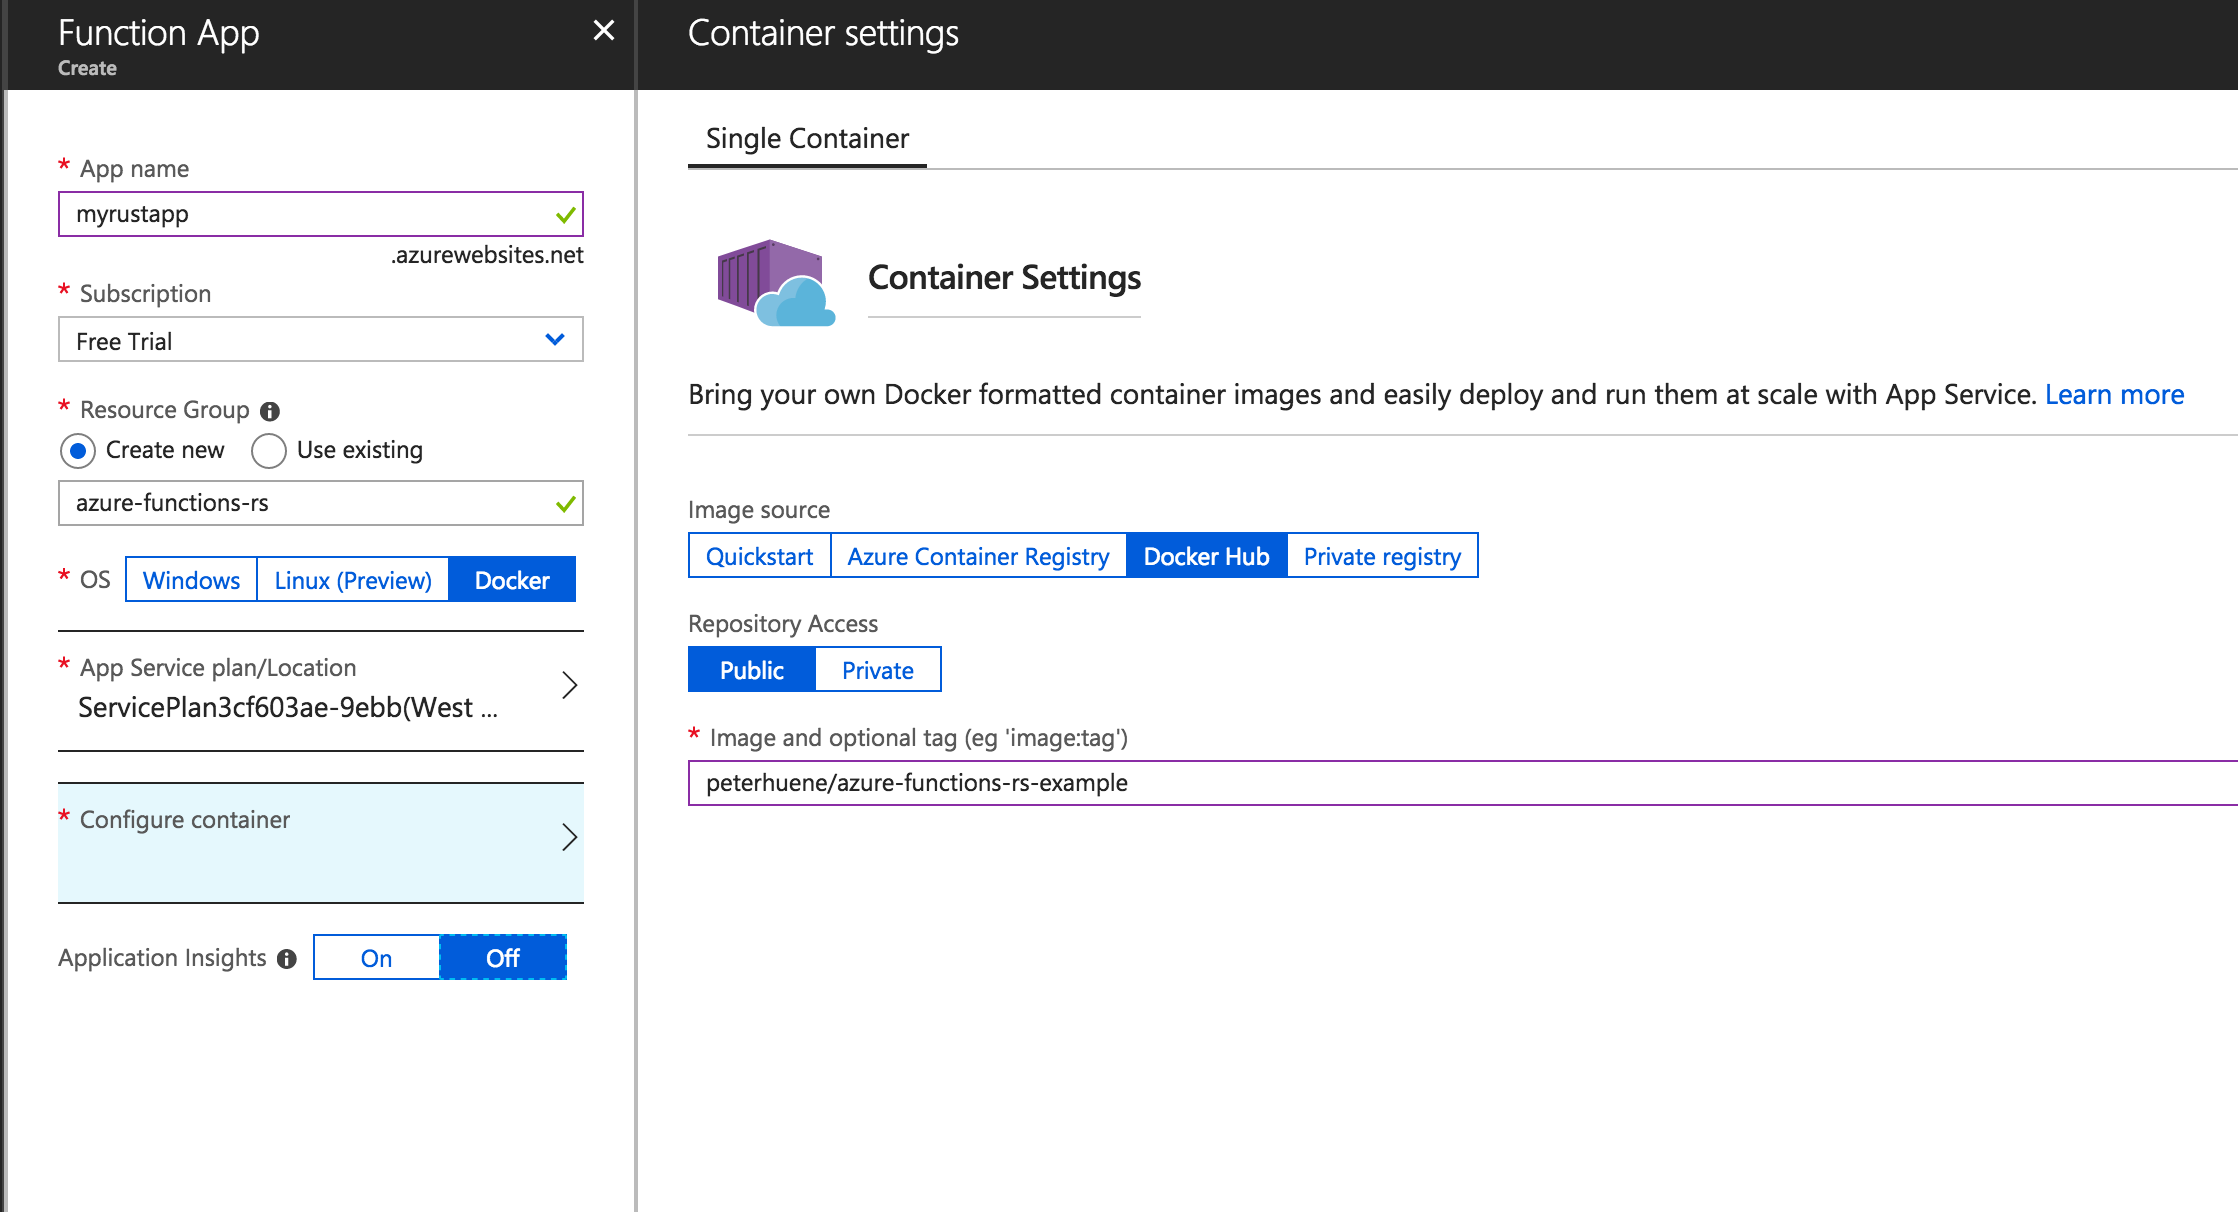 Function App
Create
* App name
myrustapp
.azurewebsites.net
* Subscription
Free Trial
* Resource Group
Create new Use existing
azure-functions-rs
* OS Windows Linux (Preview) Docker
* App Service plan/Location
ServicePlan3cf603ae-9ebb(West ...
* Configure container
Application Insights On Off
Container settings
Single Container
Container Settings
Bring your own Docker formatted container images and easily deploy and run them at scale with App Service. Learn more
Image source
Quickstart Azure Container Registry Docker Hub Private registry
Repository Access
Public Private
* Image and optional tag (eg 'image:tag')
peterhuene/azure-functions-rs-example